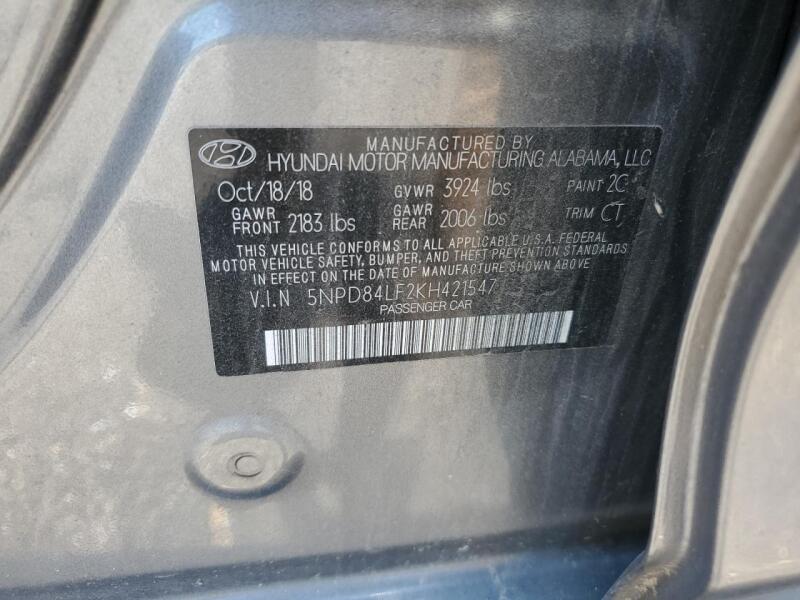 MANUFACTURED BY
HYUNDAI MOTOR MANUFACTURING ALABAMA, LLC
Oct/18/18 GVWR 3924 lbs PAINT 2C
GAWR FRONT 2183 lbs GAWR REAR 2006 lbs TRIM CT
THIS VEHICLE CONFORMS TO ALL APPLICABLE U.S.A. FEDERAL
MOTOR VEHICLE SAFETY, BUMPER, AND THEFT PREVENTION STANDARDS
IN EFFECT ON THE DATE OF MANUFACTURE SHOWN ABOVE.
V.I.N 5NPD84LF2KH421547
PASSENGER CAR